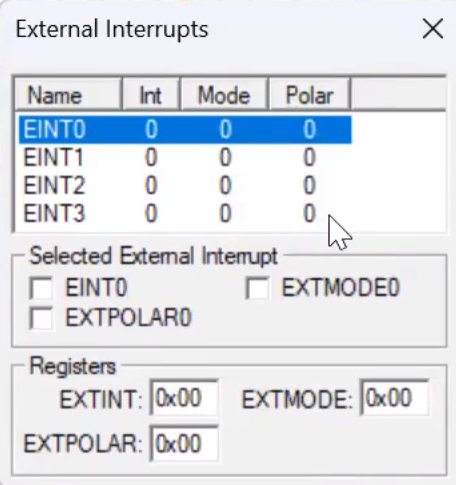 External Interrupts
Name Int Mode Polar
EINT0 0 0 0
EINT1 0 0 0
EINT2 0 0 0
EINT3 0 0 0
Selected External Interrupt
EINT0 EXTMODE0
EXTPOLAR0
Registers
EXTINT: 0x00 EXTMODE: 0x00
EXTPOLAR: 0x00